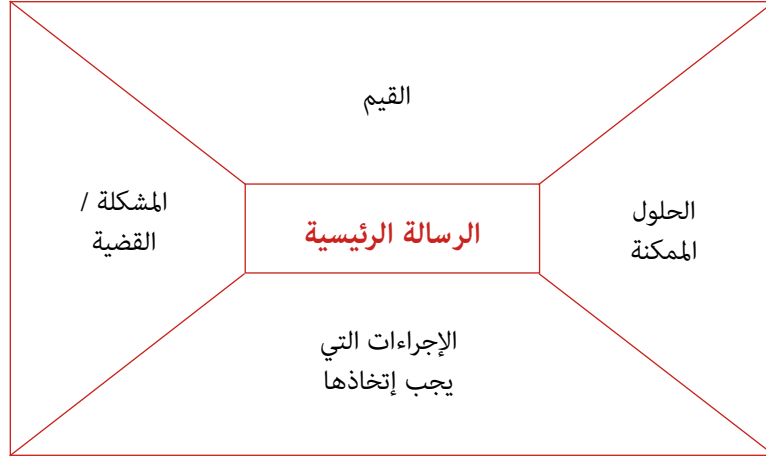 القيم
الحلول
الممكنة
الرسالة الرئيسية
المشكلة /
القضية
الإجراءات التي
يجب إتخاذها